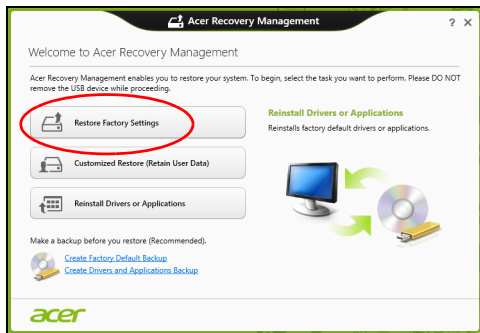 Acer Recovery Management
? ×
Welcome to Acer Recovery Management
Acer Recovery Management enables you to restore your system. To begin, select the task you want to perform. Please DO NOT
remove the USB device while proceeding.
Restore Factory Settings
Customized Restore (Retain User Data)
Reinstall Drivers or Applications
Reinstall Drivers or Applications
Reinstalls factory default drivers or applications.
Make a backup before you restore (Recommended).
Create Factory Default Backup
Create Drivers and Applications Backup
acer